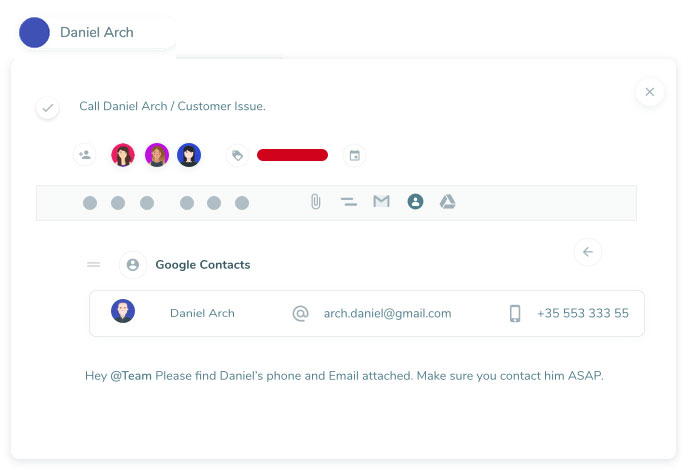 Daniel Arch
Call Daniel Arch / Customer Issue.
Google Contacts
Daniel Arch arch.daniel@gmail.com +35 553 333 55
Hey @Team Please find Daniel's phone and Email attached. Make sure you contact him ASAP.